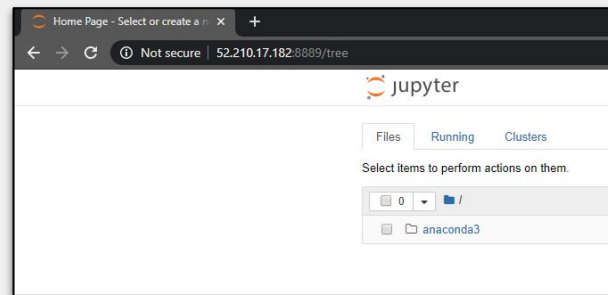 Home Page - Select or create a n
Not secure | 52.210.17.182:8889/tree
jupyter
Files Running Clusters
Select items to perform actions on them.
0 /
anaconda3